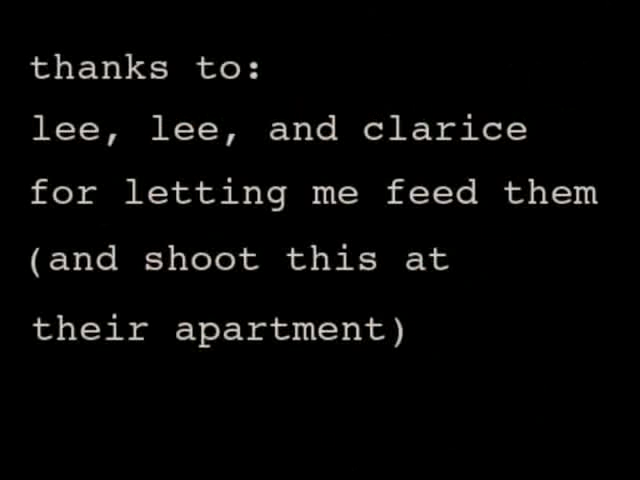 thanks to:
lee, lee, and clarice
for letting me feed them
(and shoot this at
their apartment)